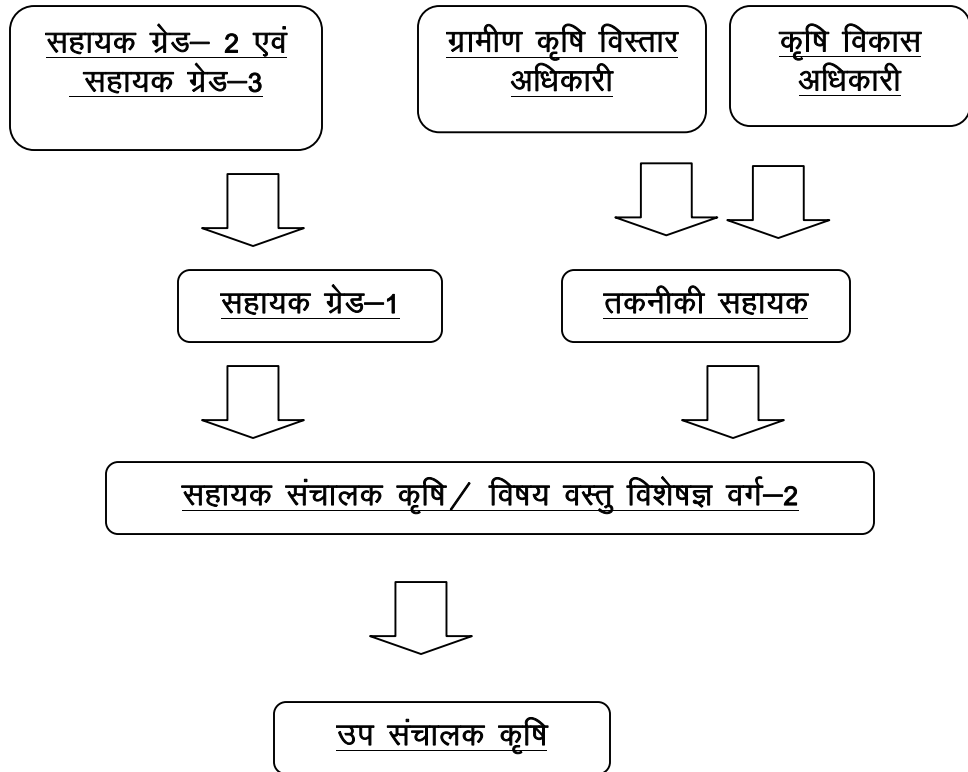 सहायक ग्रेड– 2 एवं
सहायक ग्रेड–3
ग्रामीण कृषि विस्तार
अधिकारी
कृषि विकास
अधिकारी
सहायक ग्रेड–1
तकनीकी सहायक
सहायक संचालक कृषि / विषय वस्तु विशेषज्ञ वर्ग–2
उप संचालक कृषि